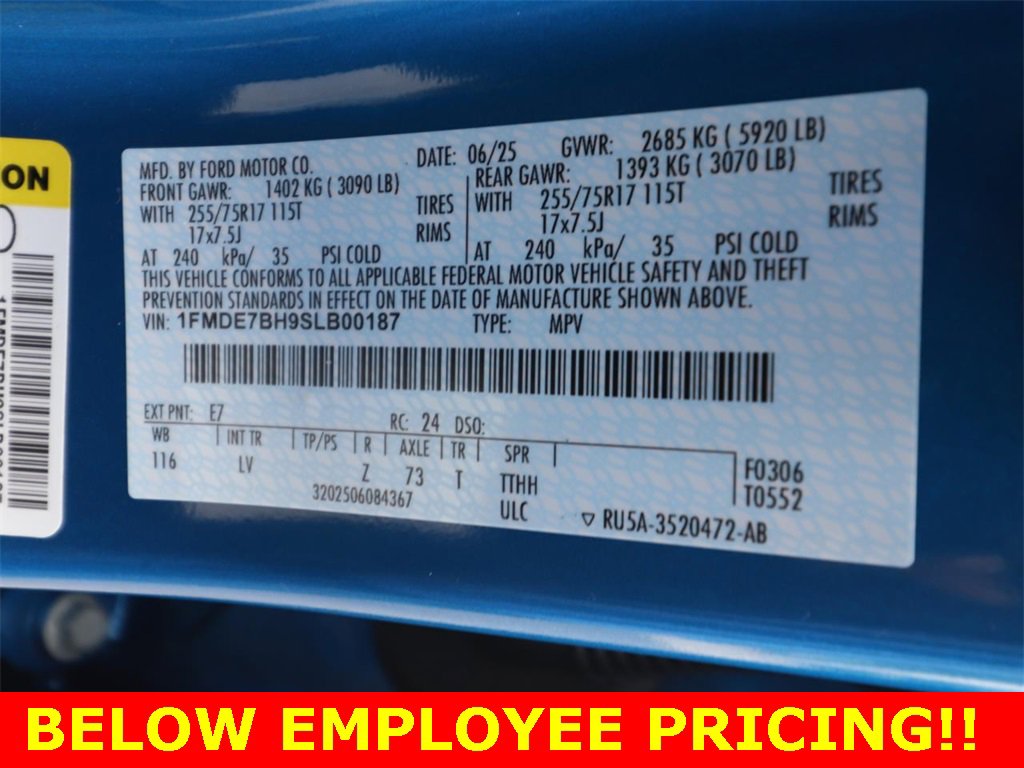 ON
MFD. BY FORD MOTOR CO. DATE: 06/25 GVWR: 2685 KG ( 5920 LB)
FRONT GAWR: 1402 KG ( 3090 LB) REAR GAWR: 1393 KG ( 3070 LB)
WITH 255/75R17 115T TIRES WITH 255/75R17 115T TIRES
17x7.5J RIMS 17x7.5J RIMS
AT 240 kPa/ 35 PSI COLD AT 240 kPa/ 35 PSI COLD
THIS VEHICLE CONFORMS TO ALL APPLICABLE FEDERAL MOTOR VEHICLE SAFETY AND THEFT
PREVENTION STANDARDS IN EFFECT ON THE DATE OF MANUFACTURE SHOWN ABOVE.
VIN: 1FMDE7BH9SLB00187 TYPE: MPV
EXT PNT: E7 RC: 24 DSO:
WB INT TR TP/PS R AXLE TR SPR
116 LV Z 73 T TTHH F0306
3202506084367 ULC T0552
RU5A-3520472-AB
BELOW EMPLOYEE PRICING!!